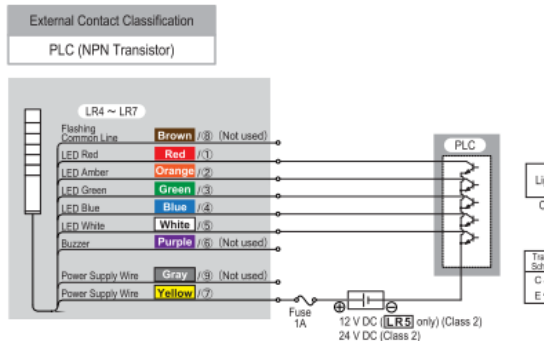 External Contact Classification
PLC (NPN Transistor)
LR4 ~ LR7
Flashing
Common Line
Brown /⑧ (Not used)
LED Red Red /①
LED Amber Orange /②
LED Green Green /③
LED Blue Blue /④
LED White White /⑤
Buzzer Purple /⑥ (Not used)
Power Supply Wire Gray /⑨ (Not used)
Power Supply Wire Yellow /⑦
PLC
Fuse
1A
⊕ ⊖
12 V DC (LR5 only) (Class 2)
24 V DC (Class 2)
Li
C
Tra
Sch
C
E